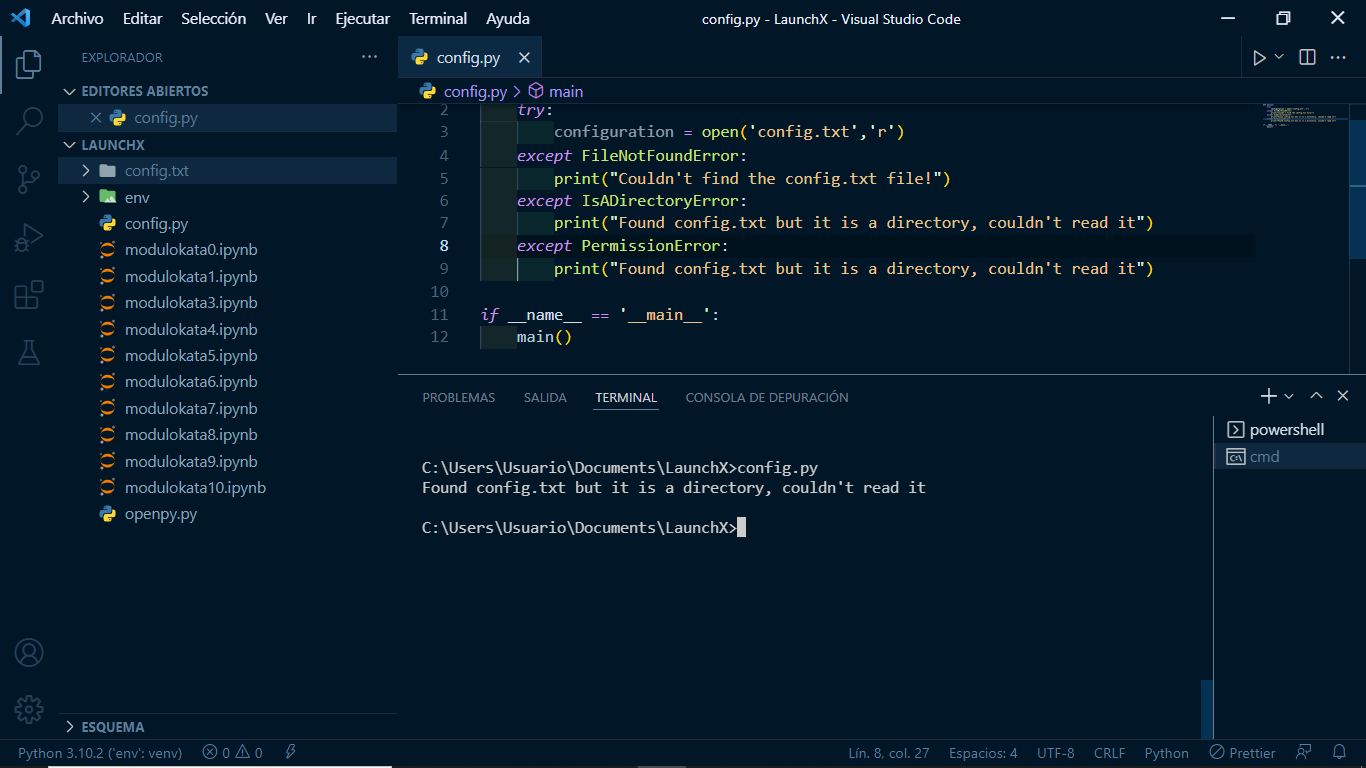 Archivo Editar Selección Ver Ir Ejecutar Terminal Ayuda
config.py - LaunchX - Visual Studio Code
EXPLORADOR
EDITORES ABIERTOS
config.py
LAUNCHX
config.txt
env
config.py
modulokata0.ipynb
modulokata1.ipynb
modulokata3.ipynb
modulokata4.ipynb
modulokata5.ipynb
modulokata6.ipynb
modulokata7.ipynb
modulokata8.ipynb
modulokata9.ipynb
modulokata10.ipynb
openpy.py
ESQUEMA
config.py
config.py > main
2 try:
3 configuration = open('config.txt','r')
4 except FileNotFoundError:
5 print("Couldn't find the config.txt file!")
6 except IsADirectoryError:
7 print("Found config.txt but it is a directory, couldn't read it")
8 except PermissionError:
9 print("Found config.txt but it is a directory, couldn't read it")
10
11 if __name__ == '__main__':
12 main()
PROBLEMAS SALIDA TERMINAL CONSOLA DE DEPURACIÓN
C:\Users\Usuario\Documents\LaunchX>config.py
Found config.txt but it is a directory, couldn't read it
C:\Users\Usuario\Documents\LaunchX>
powershell
cmd
Python 3.10.2 ('env': venv) 0 0 Lín. 8, col. 27 Espacios: 4 UTF-8 CRLF Python Prettier